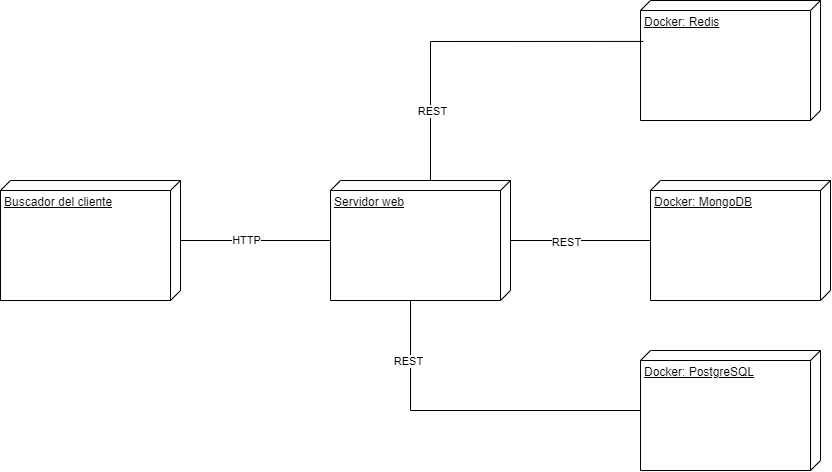 Docker: Redis
REST
Buscador del cliente
HTTP
Servidor web
REST
Docker: MongoDB
REST
Docker: PostgreSQL